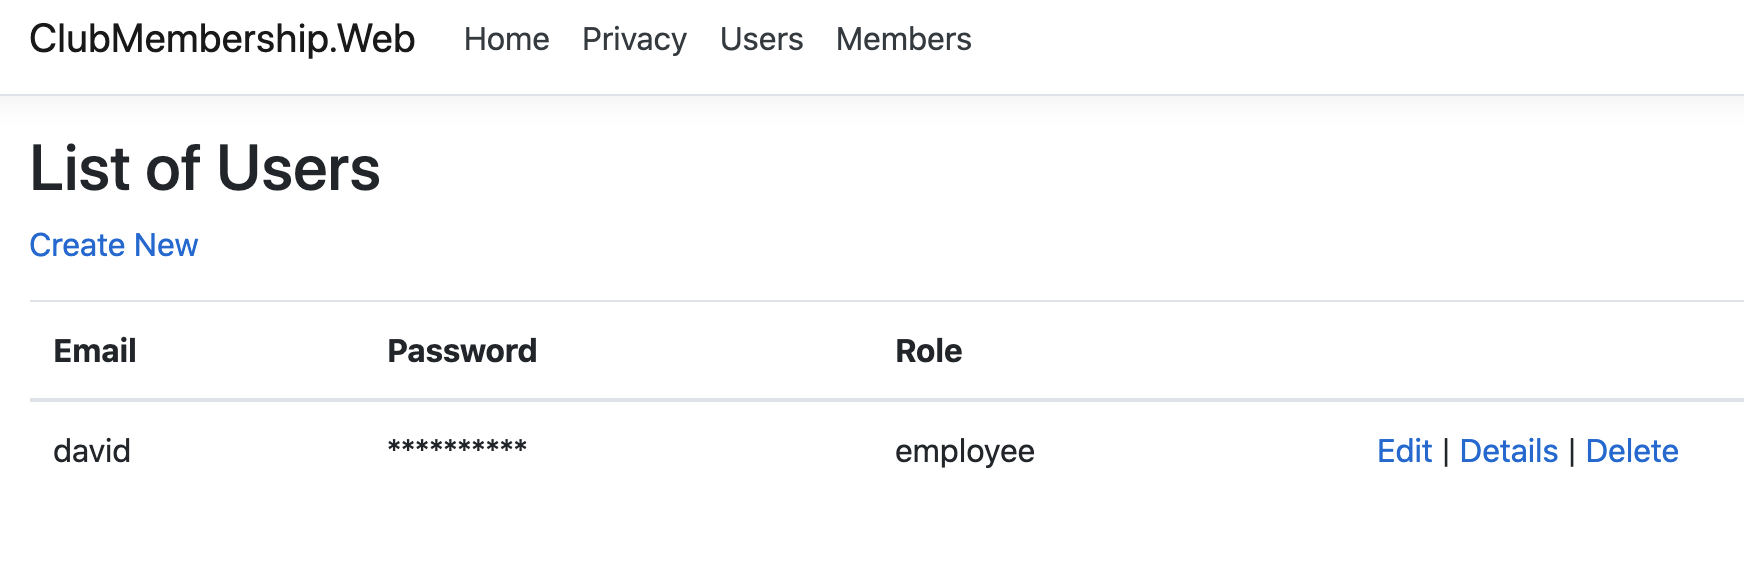 ClubMembership.Web Home Privacy Users Members
List of Users
Create New
Email Password Role
david ********** employee Edit | Details | Delete